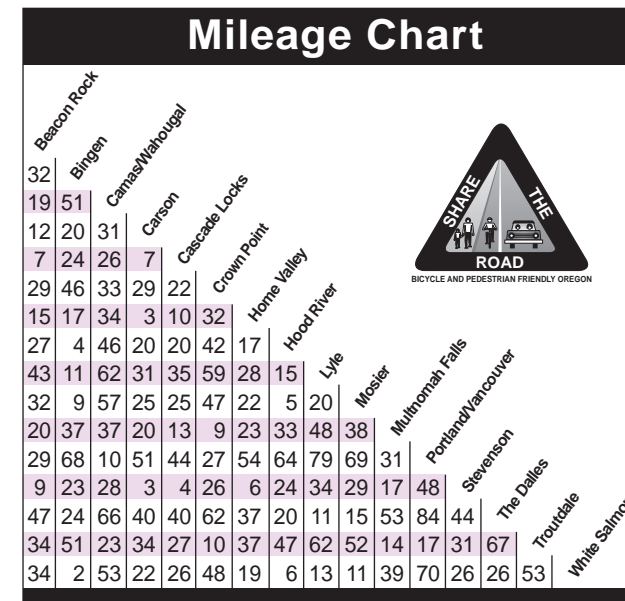 Mileage Chart
Beacon Rock
32 Bingen
19 51 Camas/Wahougal
12 20 31 Carson
7 24 26 7 Cascade Locks
29 46 33 29 22 Crown Point
15 17 34 3 10 32 Home Valley
27 4 46 20 20 42 17 Hood River
43 11 62 31 35 59 28 15 Lyle
32 9 57 25 25 47 22 5 20 Mosier
20 37 37 20 13 9 23 33 48 38 Multnomah Falls
29 68 10 51 44 27 54 64 79 69 31 Portland/Vancouver
9 23 28 3 4 26 6 24 34 29 17 48 Stevenson
47 24 66 40 40 62 37 20 11 15 53 84 44 The Dalles
34 51 23 34 27 10 37 47 62 52 14 17 31 67 Troutdale
34 2 53 22 26 48 19 6 13 11 39 70 26 26 53 White Salmon
SHARE THE
ROAD
BICYCLE AND PEDESTRIAN FRIENDLY OREGON